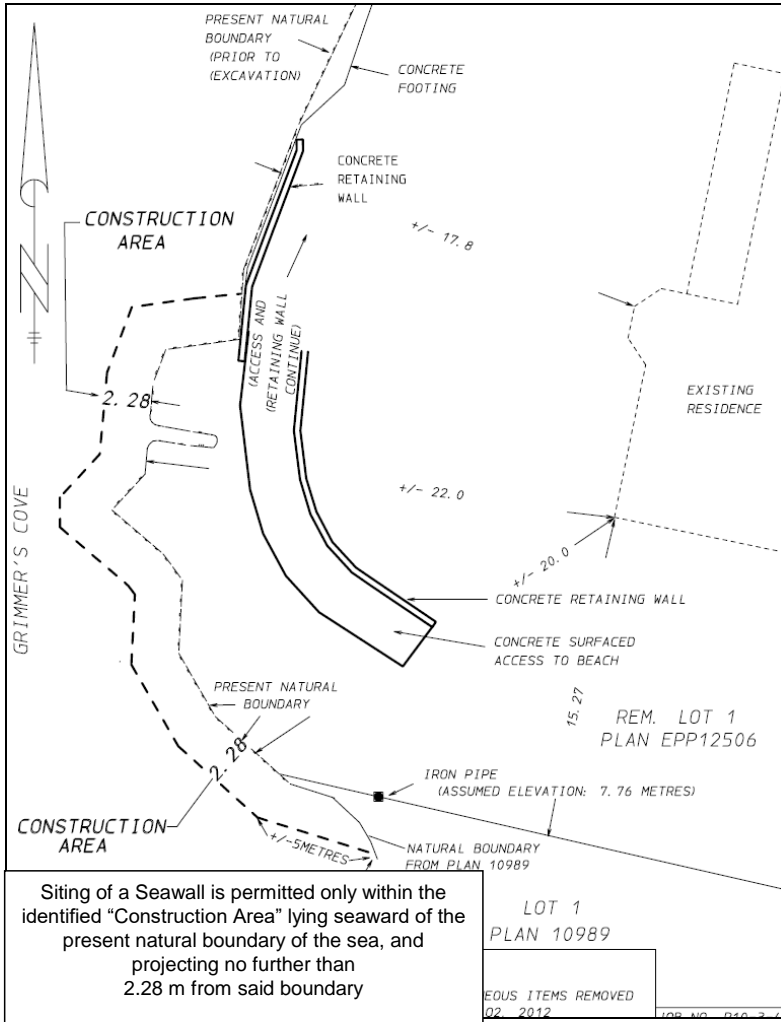 PRESENT NATURAL
BOUNDARY
(PRIOR TO
(EXCAVATION)
CONCRETE
FOOTING
CONCRETE
RETAINING
WALL
CONSTRUCTION
AREA
+/- 17.8
N
(ACCESS AND
(RETAINING WALL
CONTINUE)
2.28
EXISTING
RESIDENCE
GRIMMER'S COVE
+/- 22.0
+/- 20.0
CONCRETE RETAINING WALL
CONCRETE SURFACED
ACCESS TO BEACH
PRESENT NATURAL
BOUNDARY
15.27
REM. LOT 1
PLAN EPP12506
2.28
IRON PIPE
(ASSUMED ELEVATION: 7.76 METRES)
CONSTRUCTION
AREA
+/-5METRES
NATURAL BOUNDARY
FROM PLAN 10989
LOT 1
PLAN 10989
Siting of a Seawall is permitted only within the
identified “Construction Area” lying seaward of the
present natural boundary of the sea, and
projecting no further than
2.28 m from said boundary
EOUS ITEMS REMOVED
02, 2012